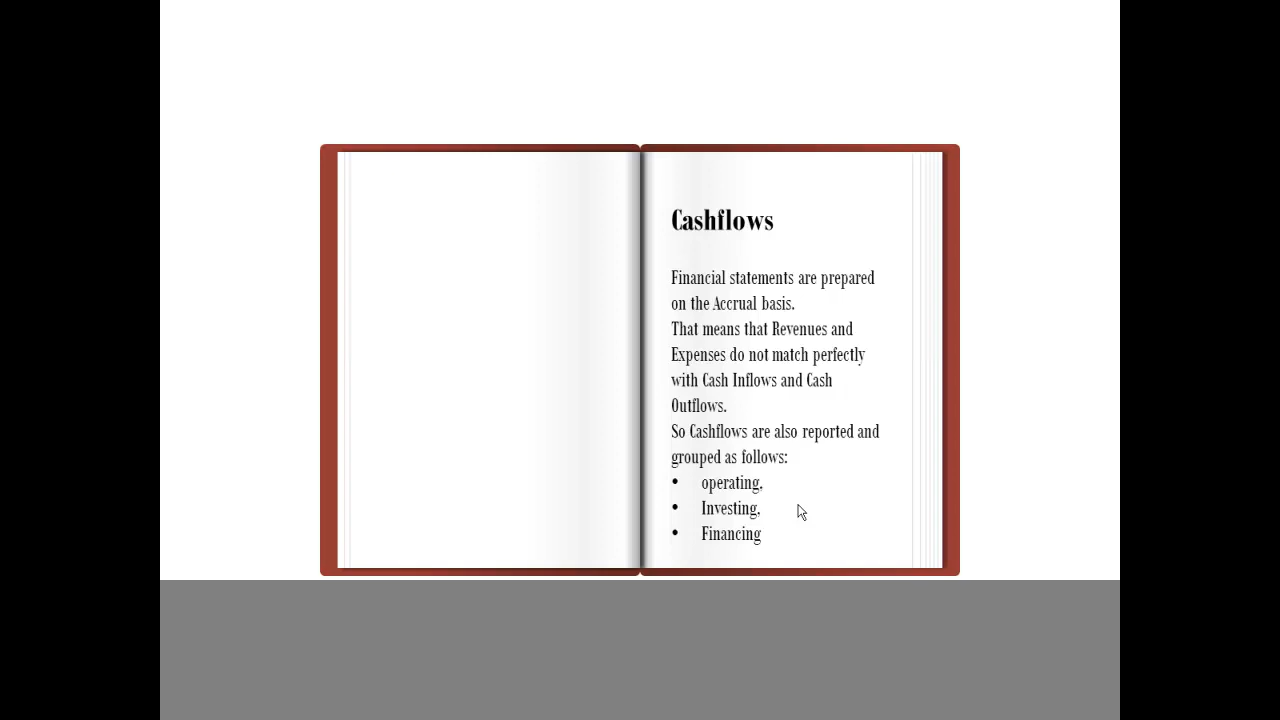 Cashflows
Financial statements are prepared
on the Accrual basis.
That means that Revenues and
Expenses do not match perfectly
with Cash Inflows and Cash
Outflows.
So Cashflows are also reported and
grouped as follows:
• operating,
• Investing,
• Financing